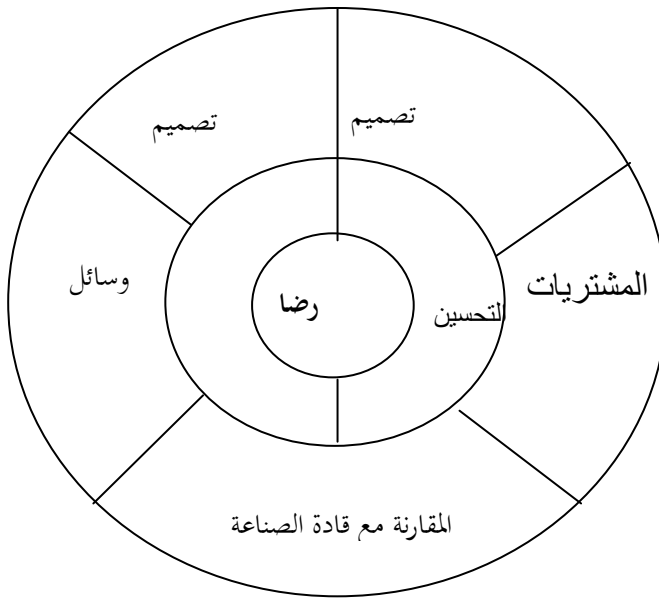 تصميم
تصميم
المشتريات
وسائل
رضا
التحسين
المقارنة مع قادة الصناعة